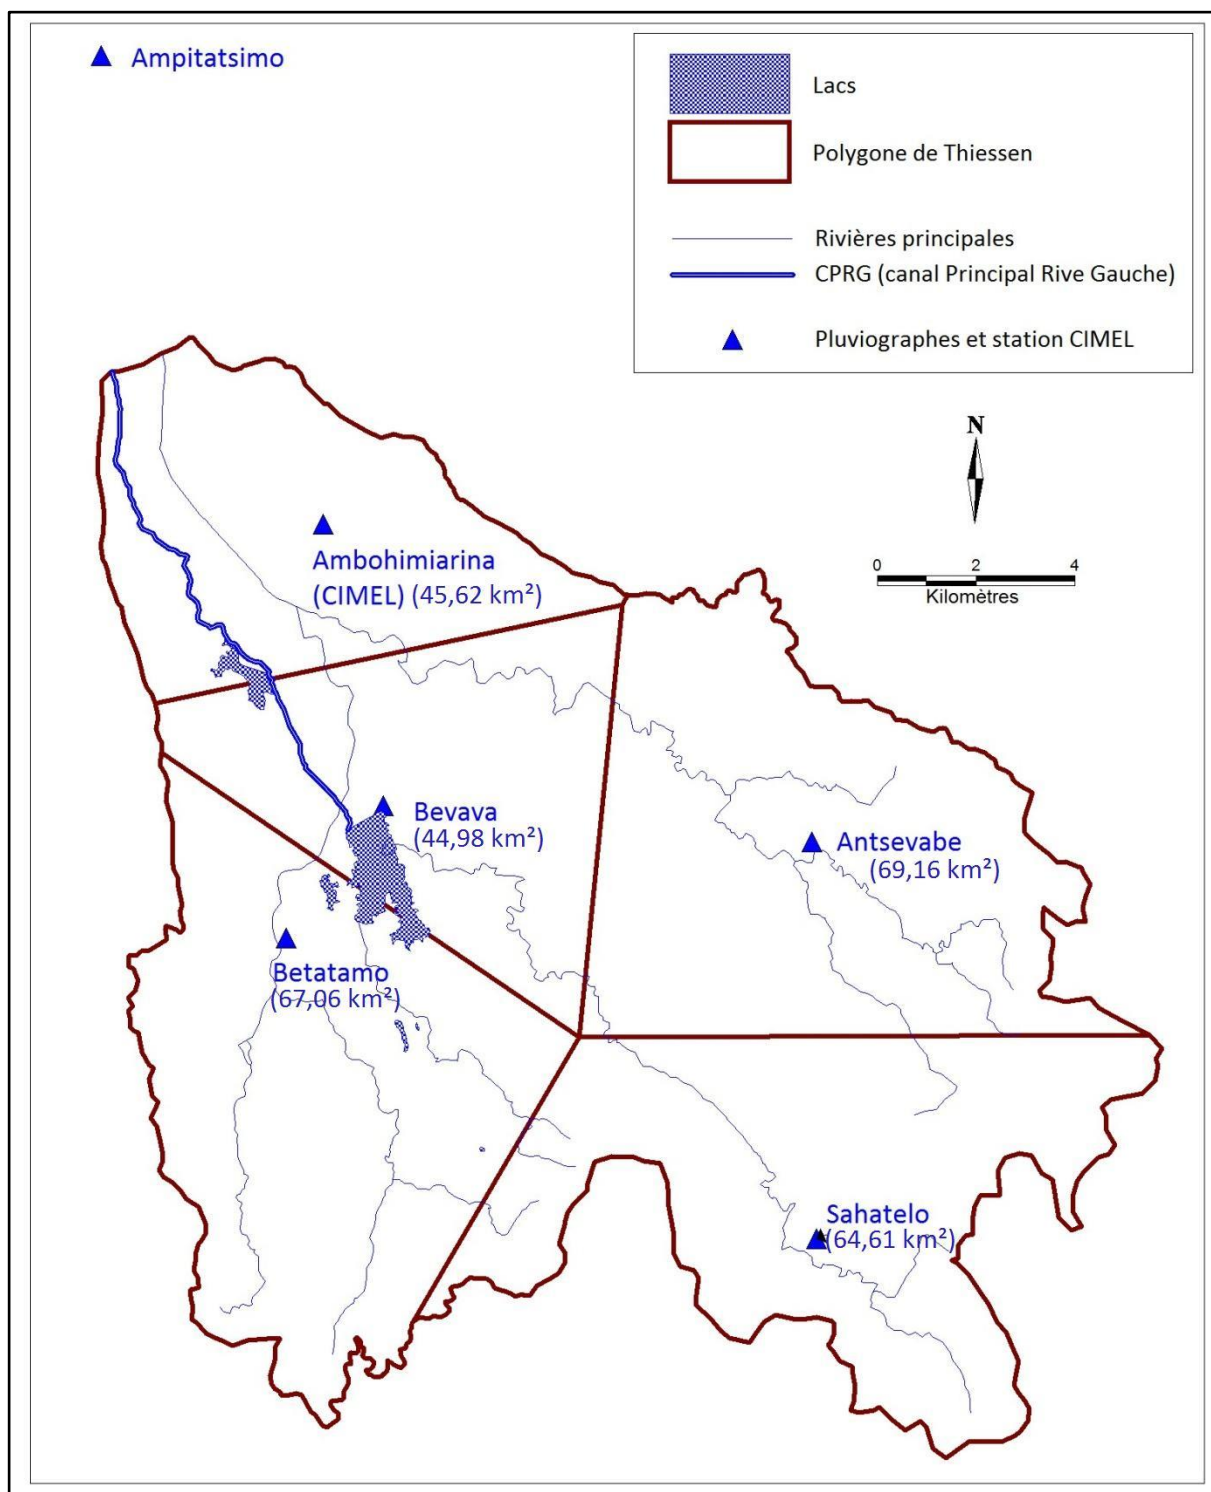 Ampitatsimo
Lacs
Polygone de Thiessen
Rivières principales
CPRG (canal Principal Rive Gauche)
Pluviographes et station CIMEL
N
0 2 4
Kilomètres
Ambohimiarina
(CIMEL) (45,62 km²)
Bevava
(44,98 km²)
Antsevabe
(69,16 km²)
Betatamo
(67,06 km²)
Sahatelo
(64,61 km²)